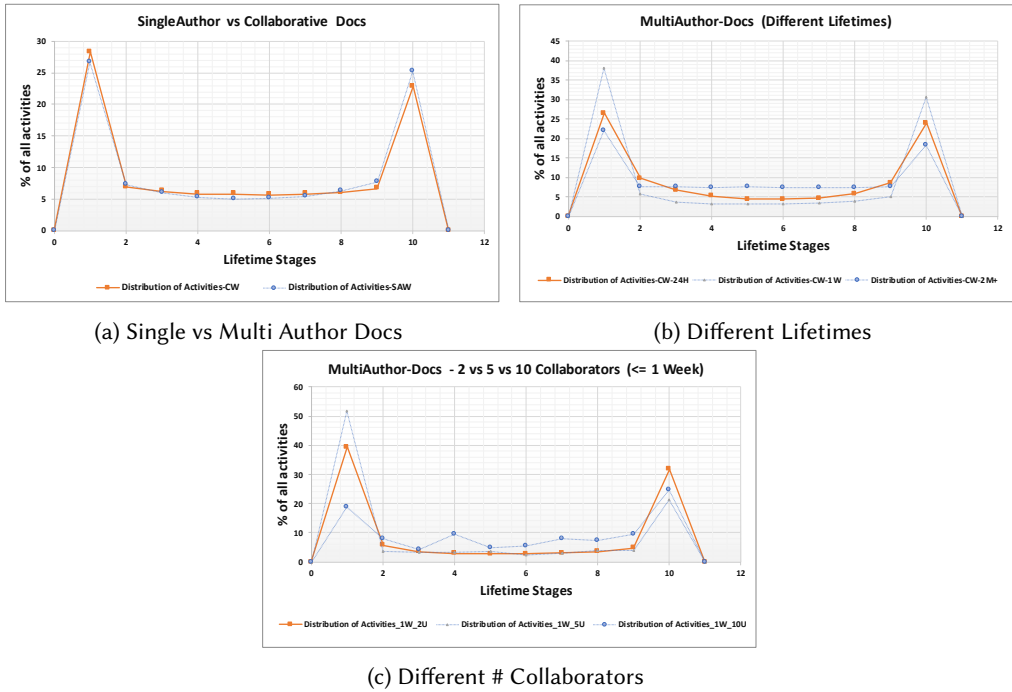 SingleAuthor vs Collaborative Docs
% of all activities
30
25
20
15
10
5
0
0 2 4 6 8 10 12
Lifetime Stages
Distribution of Activities-CW Distribution of Activities-SAW
(a) Single vs Multi Author Docs
MultiAuthor-Docs (Different Lifetimes)
% of all activities
45
40
35
30
25
20
15
10
5
0
0 2 4 6 8 10 12
Lifetime Stages
Distribution of Activities-CW-24H Distribution of Activities-CW-1W Distribution of Activities-CW-2M+
(b) Different Lifetimes
MultiAuthor-Docs - 2 vs 5 vs 10 Collaborators (<= 1 Week)
% of all activities
60
50
40
30
20
10
0
0 2 4 6 8 10 12
Lifetime Stages
Distribution of Activities_1W_2U Distribution of Activities_1W_5U Distribution of Activities_1W_10U
(c) Different # Collaborators